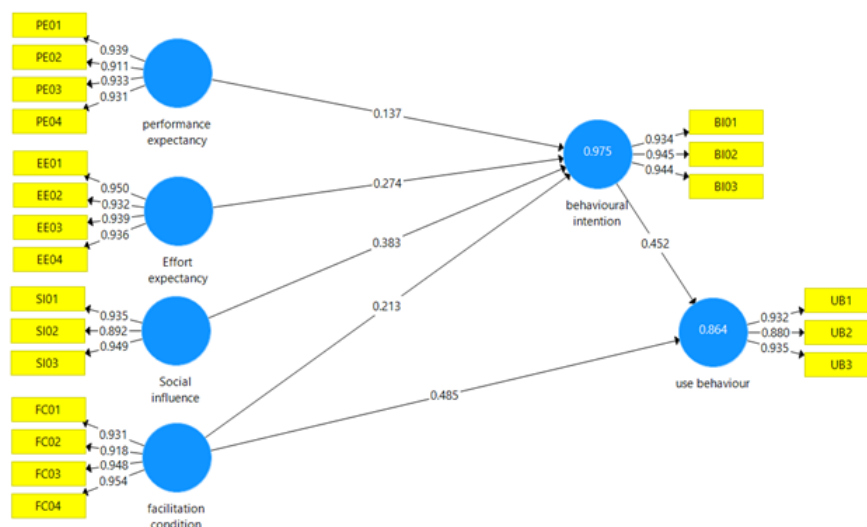 PE01
PE02
PE03
PE04
0.939
0.911
0.933
0.931
performance
expectancy
EE01
EE02
EE03
EE04
0.950
0.932
0.939
0.936
Effort
expectancy
SI01
SI02
SI03
0.935
0.892
0.949
Social
influence
FC01
FC02
FC03
FC04
0.931
0.918
0.948
0.954
facilitation
condition
0.137
0.274
0.383
0.213
0.485
0.975
behavioural
intention
0.934
0.945
0.944
BI01
BI02
BI03
0.452
0.864
use behaviour
0.932
0.880
0.935
UB1
UB2
UB3